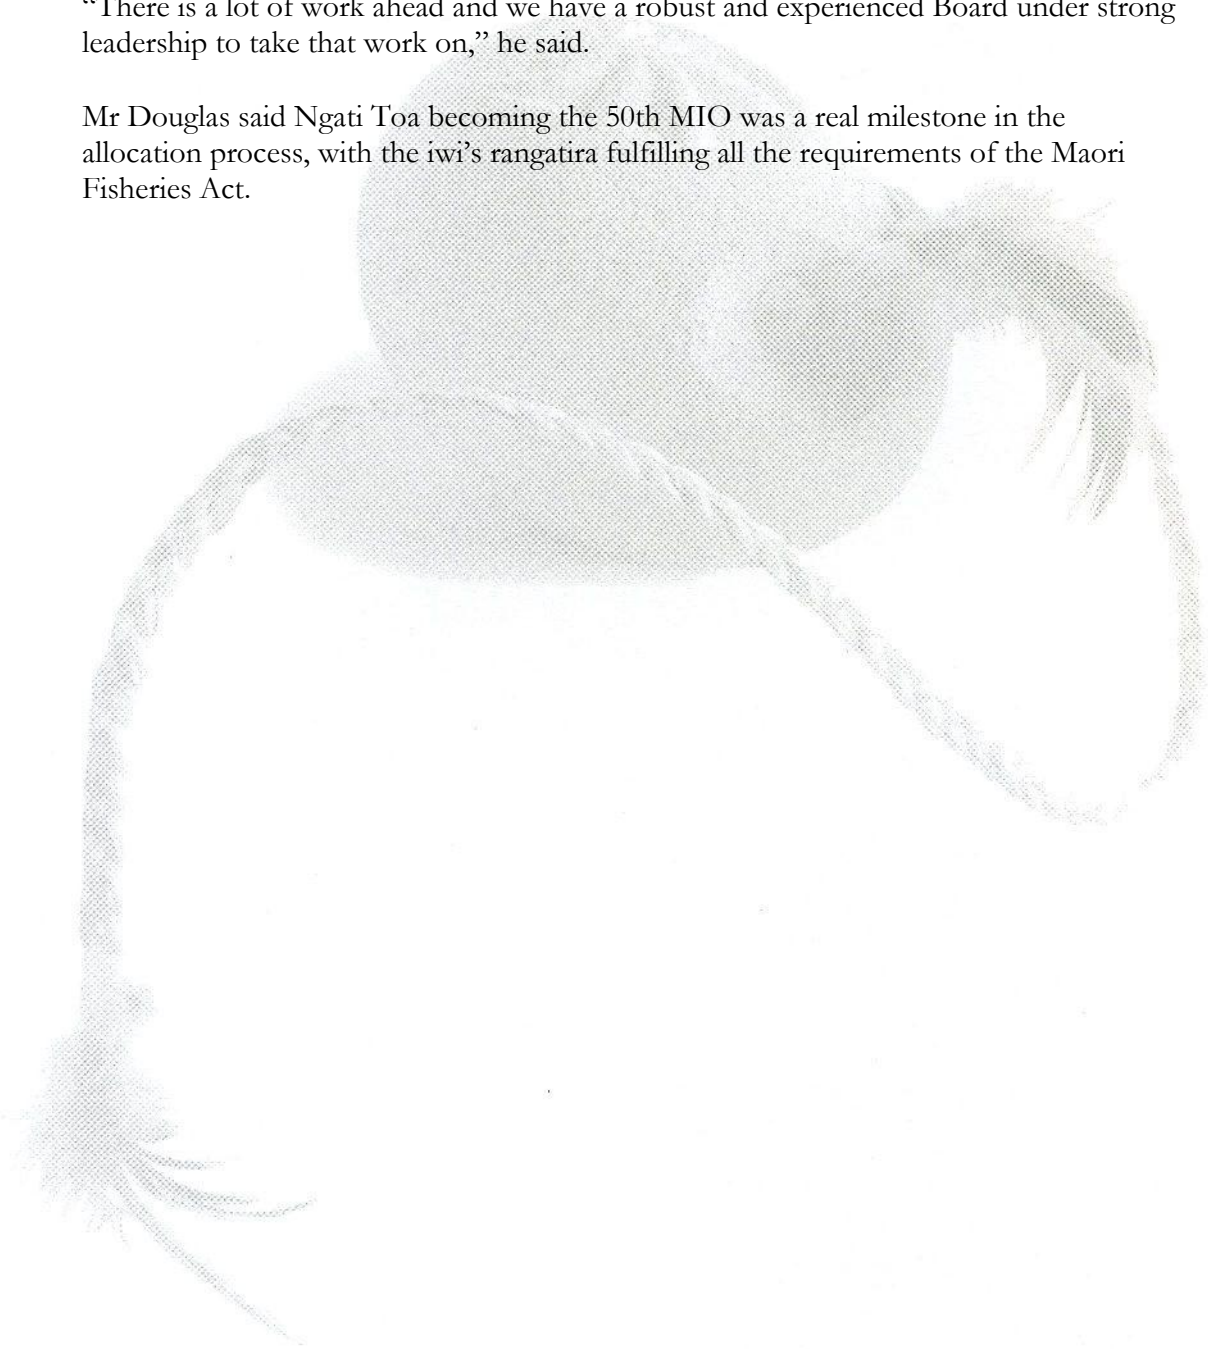 “There is a lot of work ahead and we have a robust and experienced Board under strong
leadership to take that work on,” he said.
Mr Douglas said Ngati Toa becoming the 50th MIO was a real milestone in the
allocation process, with the iwi’s rangatira fulfilling all the requirements of the Maori
Fisheries Act.